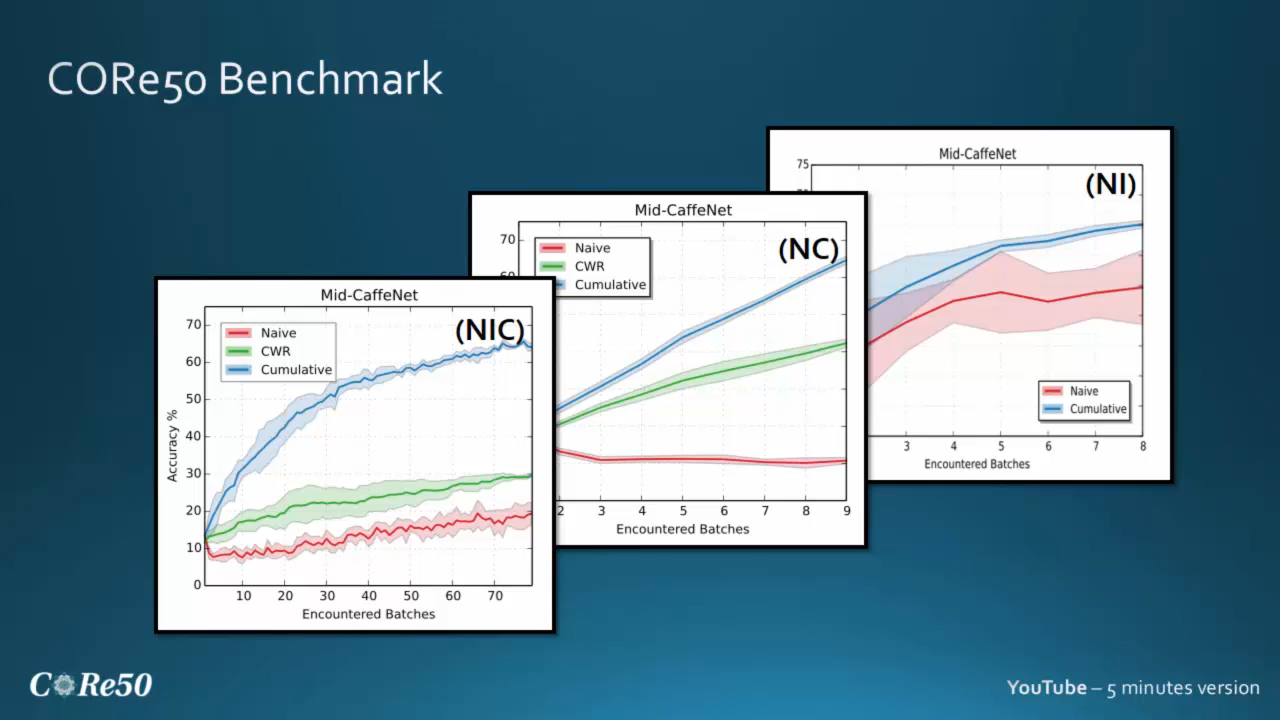 CORe50 Benchmark
Mid-CaffeNet
(NI)
75
Naive
Cumulative
3 4 5 6 7 8
Encountered Batches
Mid-CaffeNet
(NC)
70
60
Naive
CWR
Cumulative
2 3 4 5 6 7 8 9
Encountered Batches
Mid-CaffeNet
(NIC)
Naive
CWR
Cumulative
Accuracy %
70
60
50
40
30
20
10
0
10 20 30 40 50 60 70
Encountered Batches
CORe50
YouTube – 5 minutes version